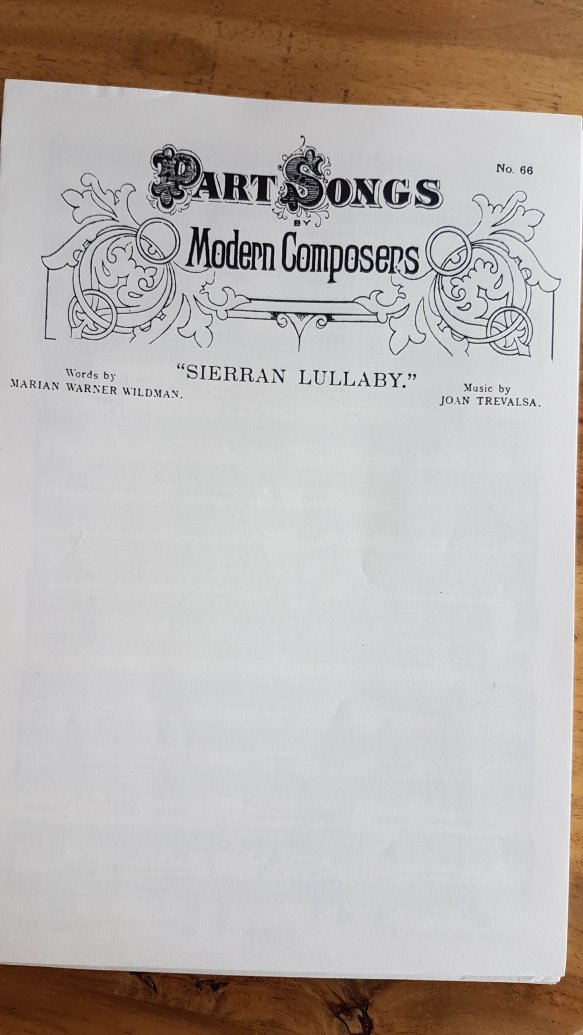 No. 66
PART SONGS
BY
Modern Composers
"SIERRAN LULLABY."
Words by
MARIAN WARNER WILDMAN.
Music by
JOAN TREVALSA.